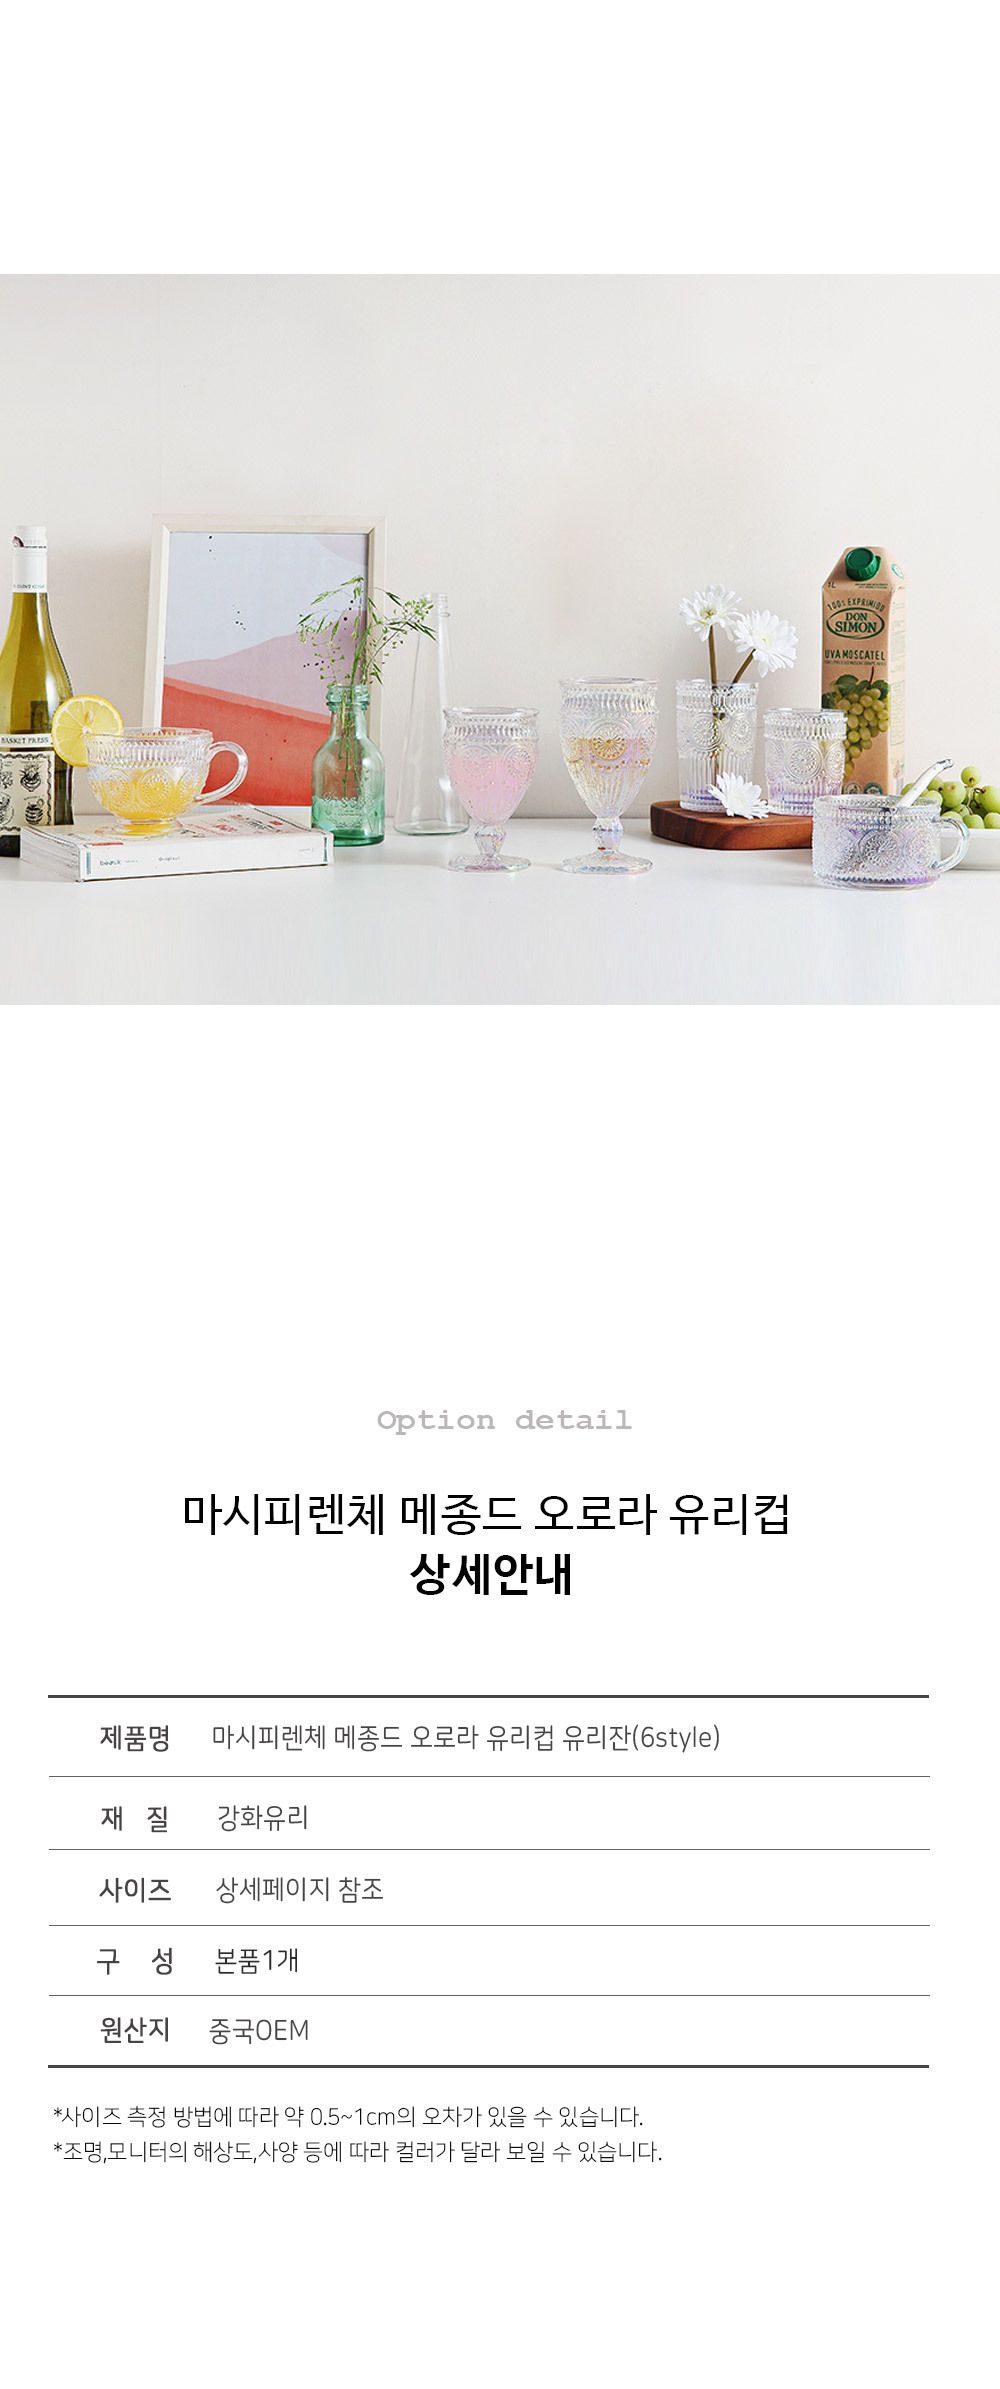 BASKET PRESS
1L
100% EXPRIMIDO
DON
SIMON
UVA MOSCATEL
Option detail
마시피렌체 메종드 오로라 유리컵
상세안내
제품명 마시피렌체 메종드 오로라 유리컵 유리잔(6style)
재 질 강화유리
사이즈 상세페이지 참조
구 성 본품1개
원산지 중국OEM
*사이즈 측정 방법에 따라 약 0.5~1cm의 오차가 있을 수 있습니다.
*조명,모니터의 해상도,사양 등에 따라 컬러가 달라 보일 수 있습니다.